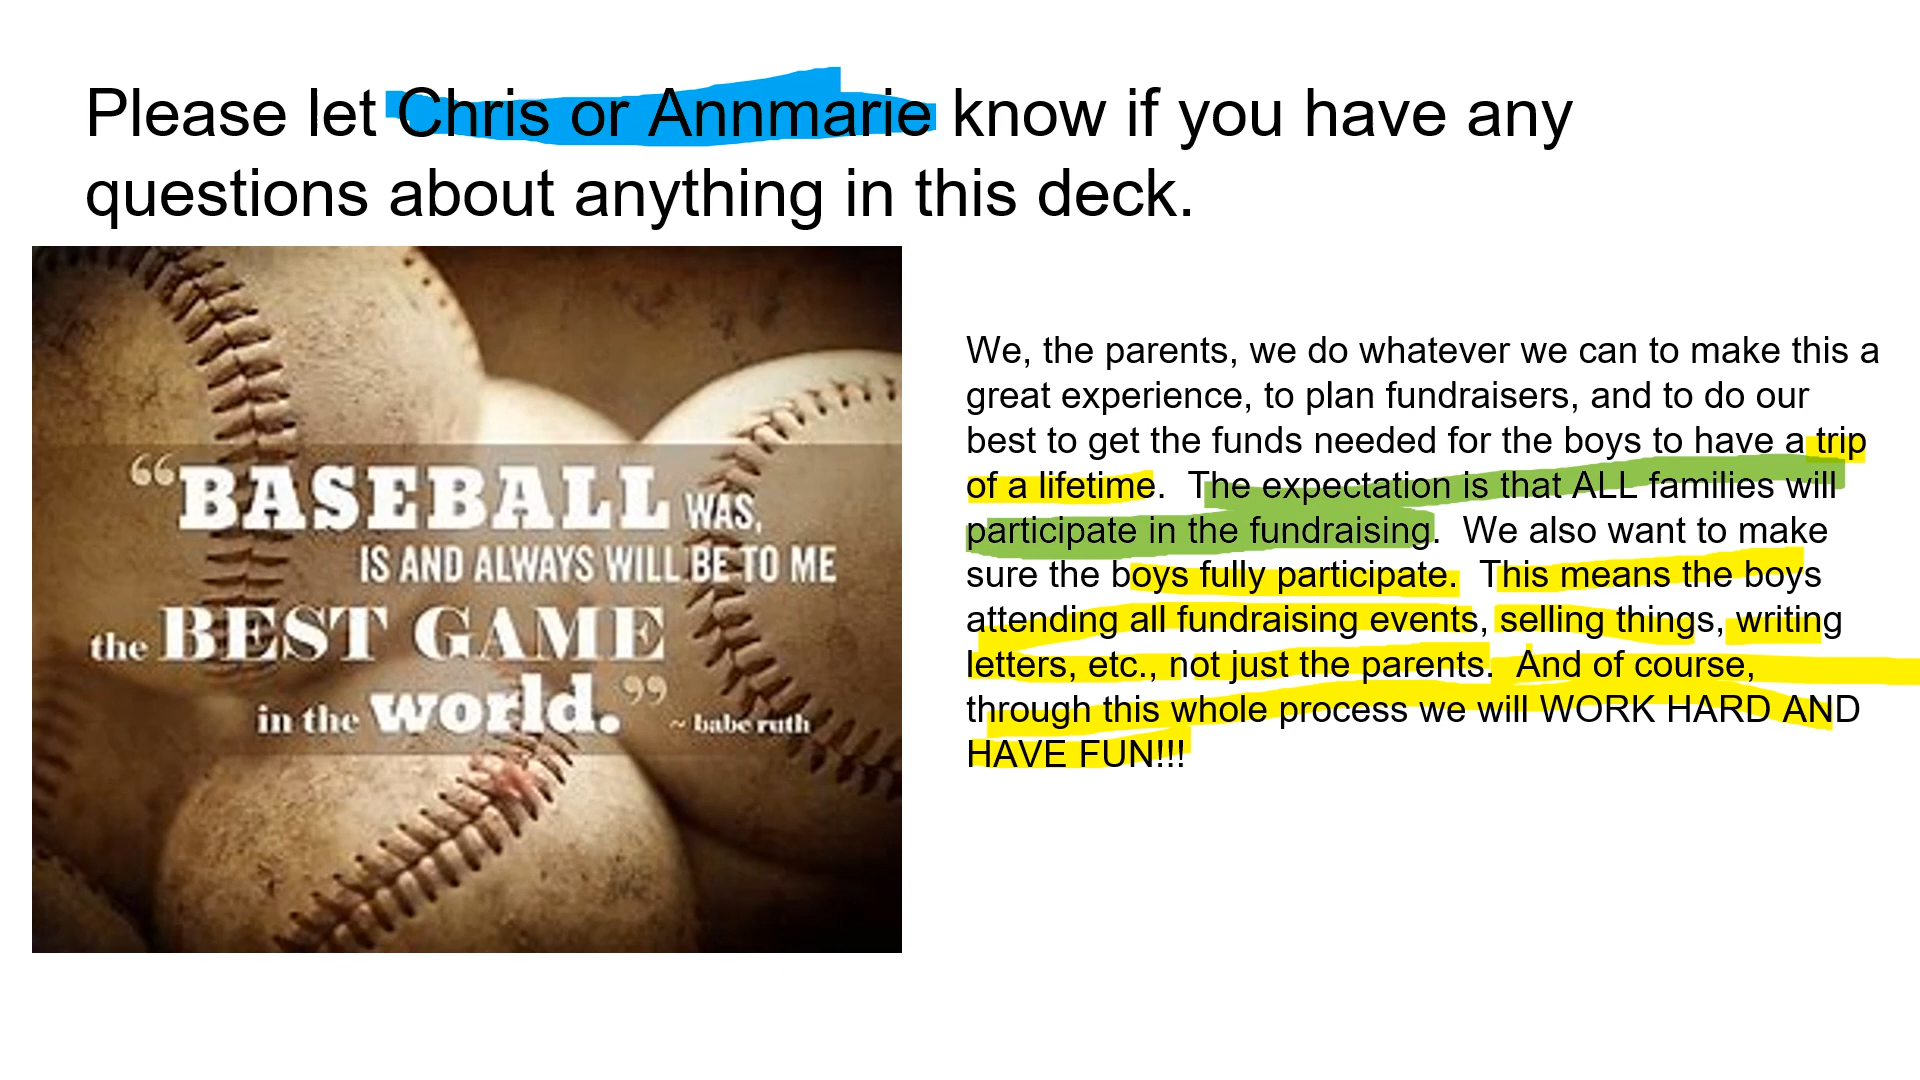 Please let Chris or Annmarie know if you have any
questions about anything in this deck.
“BASEBALL WAS,
IS AND ALWAYS WILL BE TO ME
the BEST GAME
in the world.” ~ babe ruth
We, the parents, we do whatever we can to make this a
great experience, to plan fundraisers, and to do our
best to get the funds needed for the boys to have a trip
of a lifetime.  The expectation is that ALL families will
participate in the fundraising.  We also want to make
sure the boys fully participate.  This means the boys
attending all fundraising events, selling things, writing
letters, etc., not just the parents.  And of course,
through this whole process we will WORK HARD AND
HAVE FUN!!!